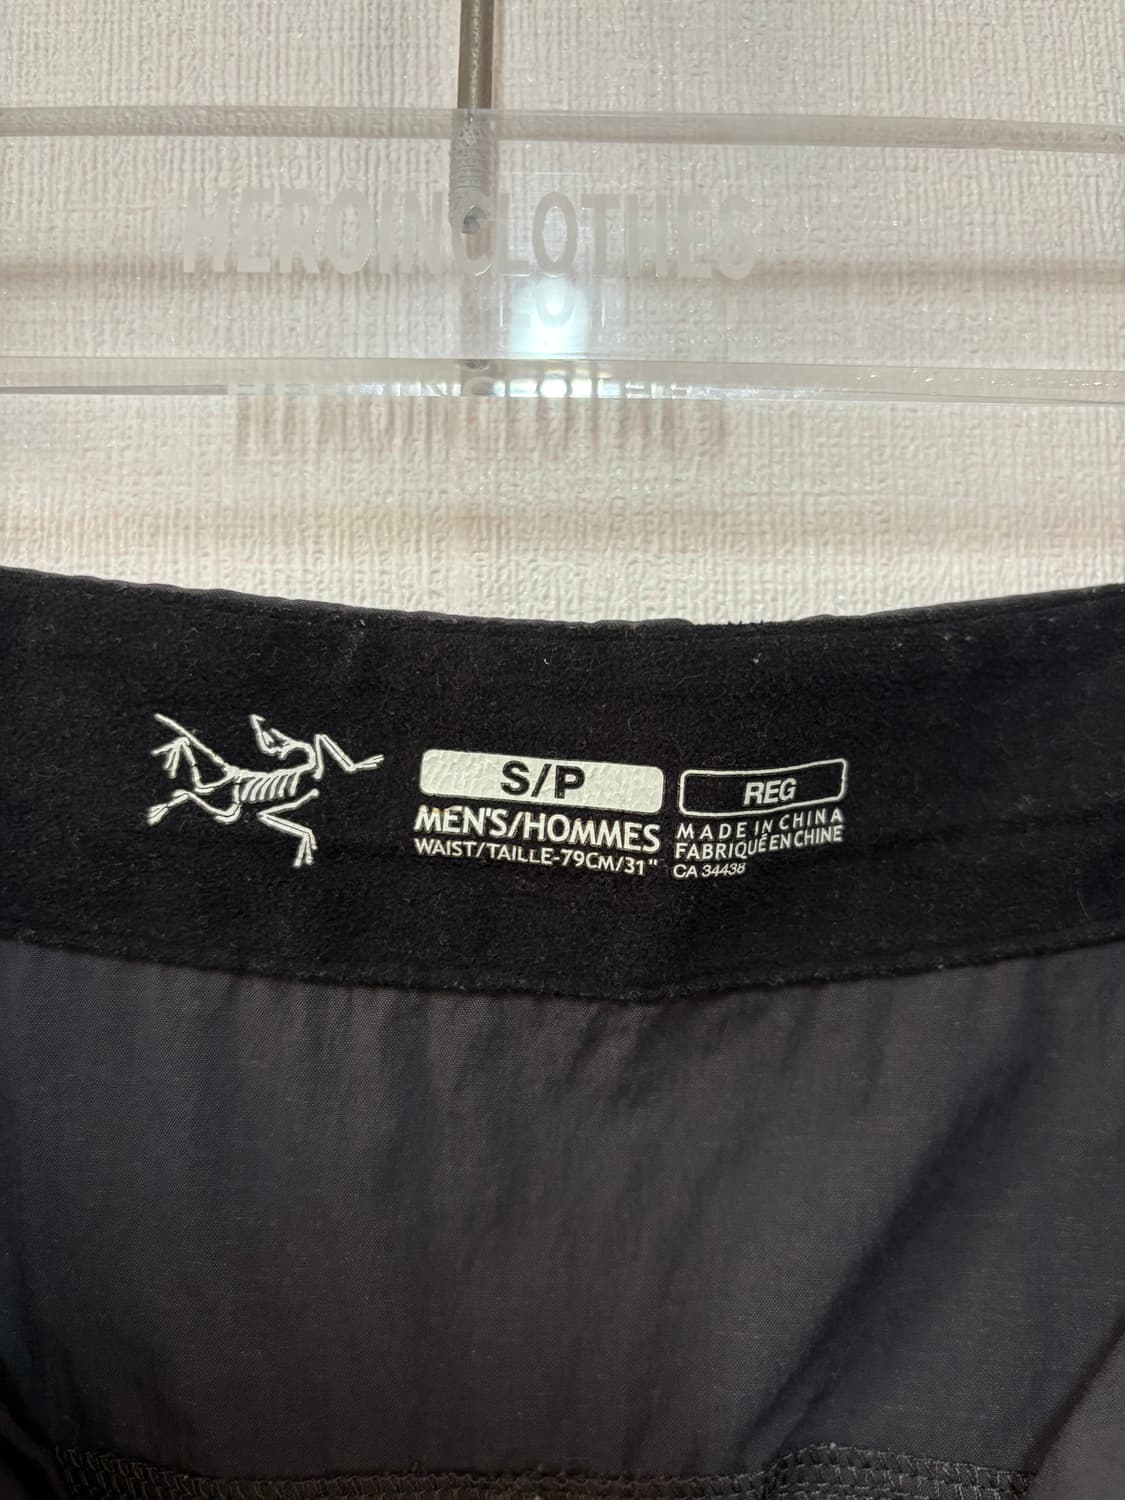 HEROINCLOTHES
S/P
MEN'S/HOMMES
WAIST/TAILLE-79CM/31"
REG
MADE IN CHINA
FABRIQUÉ EN CHINE
CA 34438